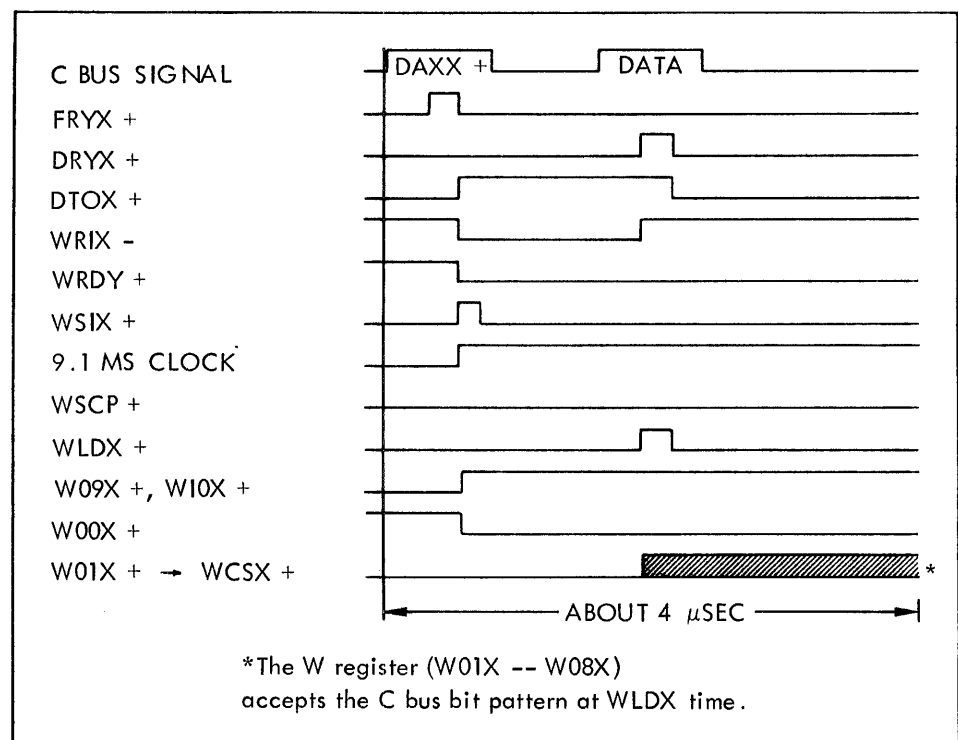 C BUS SIGNAL DAXX + DATA
FRYX +
DRYX +
DTOX +
WRIX -
WRDY +
WSIX +
9.1 MS CLOCK
WSCP +
WLDX +
W09X +, W10X +
W00X +
W01X + → WCSX + *
ABOUT 4 μSEC
*The W register (W01X -- W08X)
accepts the C bus bit pattern at WLDX time.